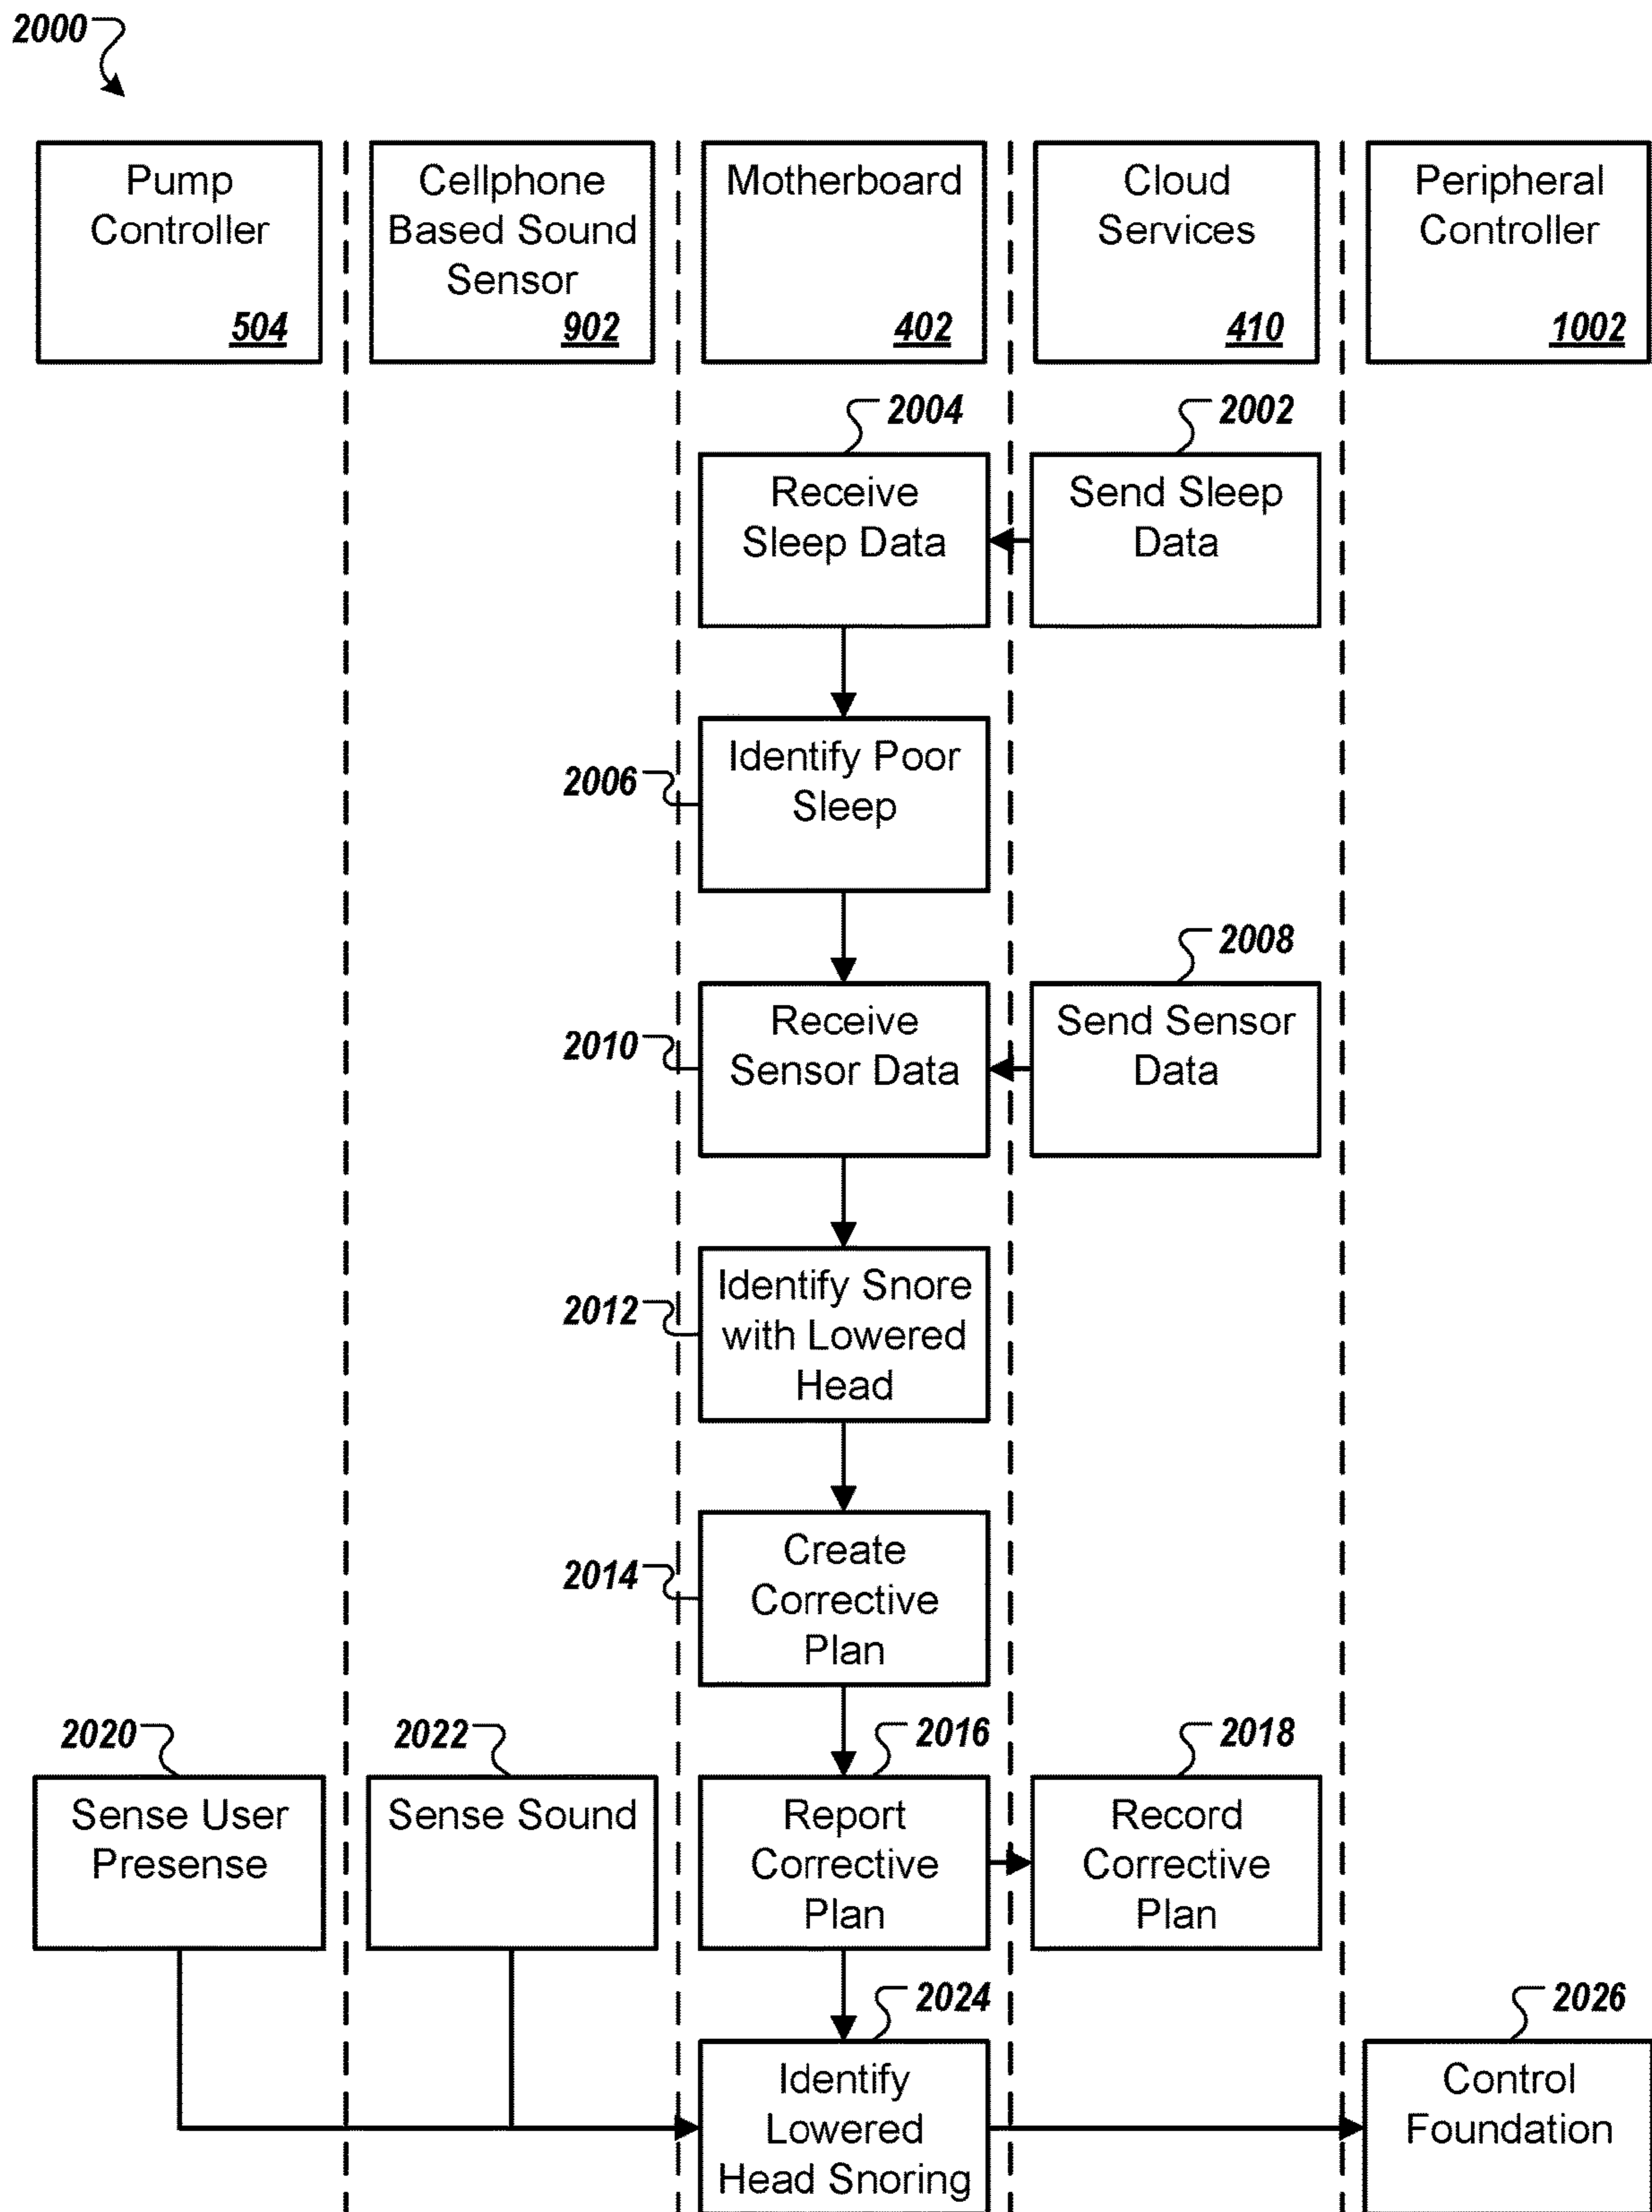 2000
Pump
Controller
504
Cellphone
Based Sound
Sensor
902
Motherboard
402
Cloud
Services
410
Peripheral
Controller
1002
2004
Receive
Sleep Data
2002
Send Sleep
Data
2006
Identify Poor
Sleep
2008
2010
Receive
Sensor Data
Send Sensor
Data
2012
Identify Snore
with Lowered
Head
2014
Create
Corrective
Plan
2020
Sense User
Presense
2022
Sense Sound
2016
Report
Corrective
Plan
2018
Record
Corrective
Plan
2024
Identify
Lowered
Head Snoring
2026
Control
Foundation